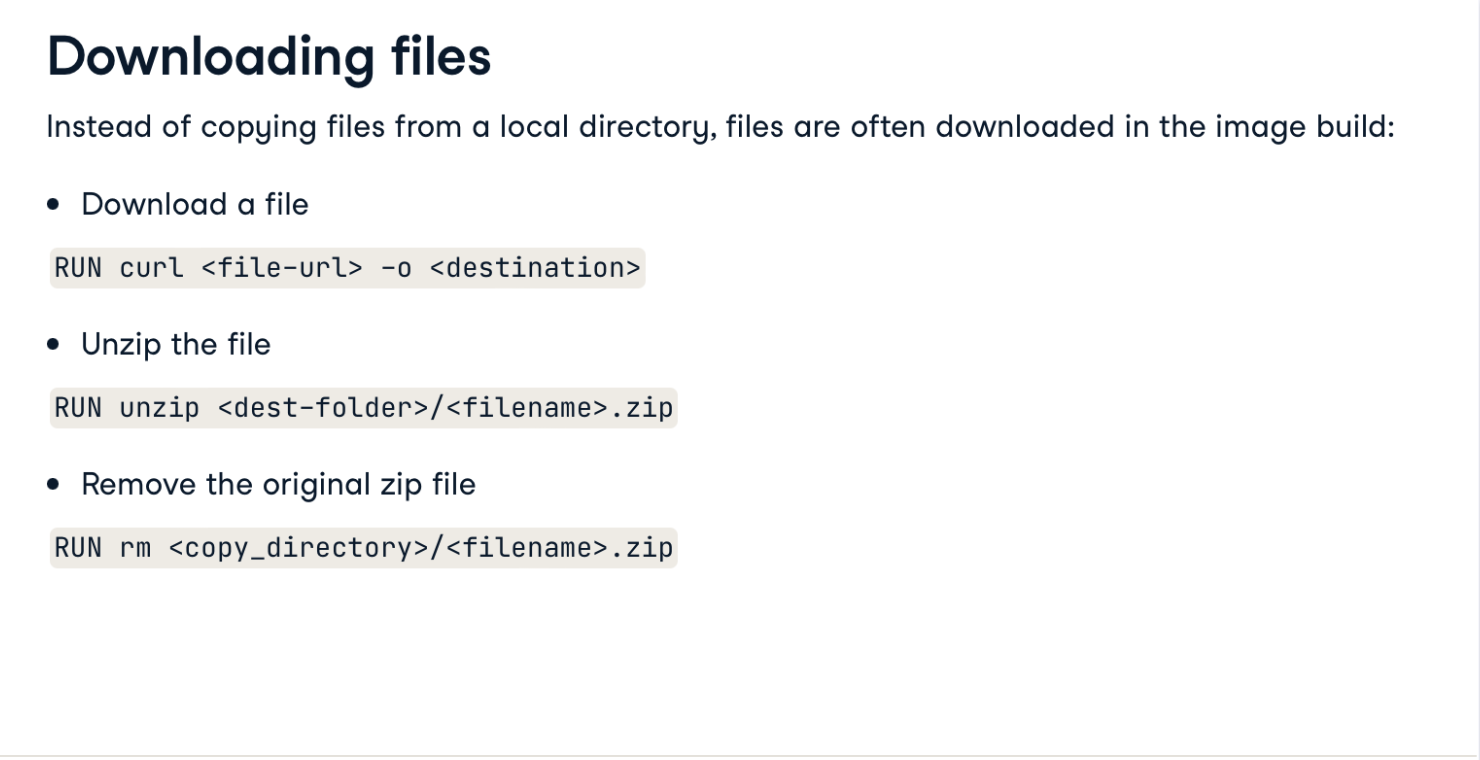 Downloading files
Instead of copying files from a local directory, files are often downloaded in the image build:
• Download a file
RUN curl <file-url> -o <destination>
• Unzip the file
RUN unzip <dest-folder>/<filename>.zip
• Remove the original zip file
RUN rm <copy_directory>/<filename>.zip